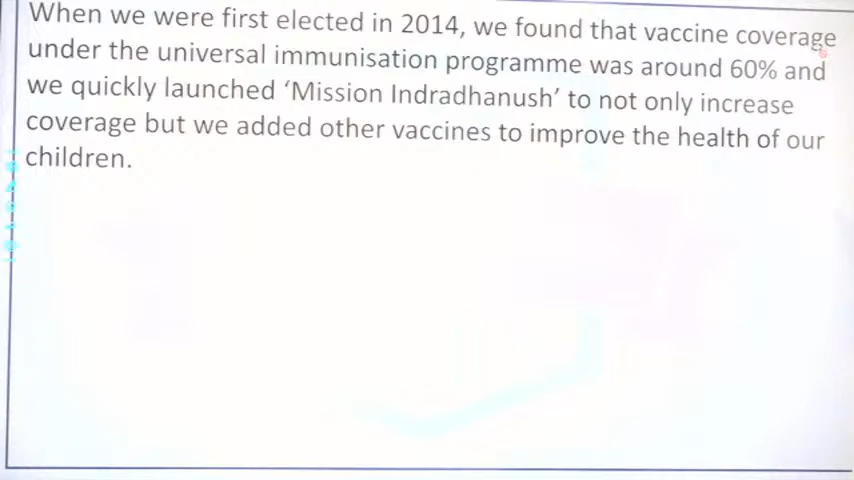 When we were first elected in 2014, we found that vaccine coverage
under the universal immunisation programme was around 60% and
we quickly launched ‘Mission Indradhanush’ to not only increase
coverage but we added other vaccines to improve the health of our
children.